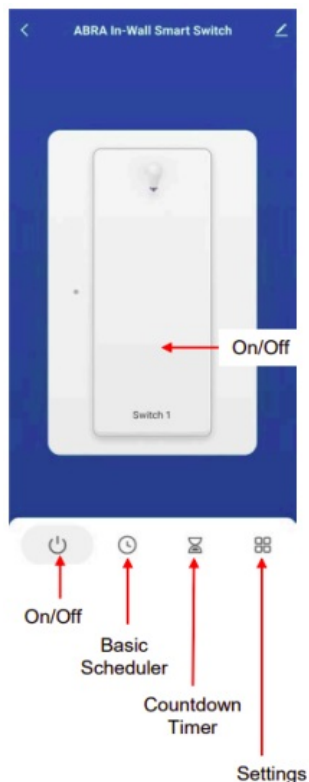 ABRA In-Wall Smart Switch
On/Off
Switch 1
On/Off
Basic
Scheduler
Countdown
Timer
Settings